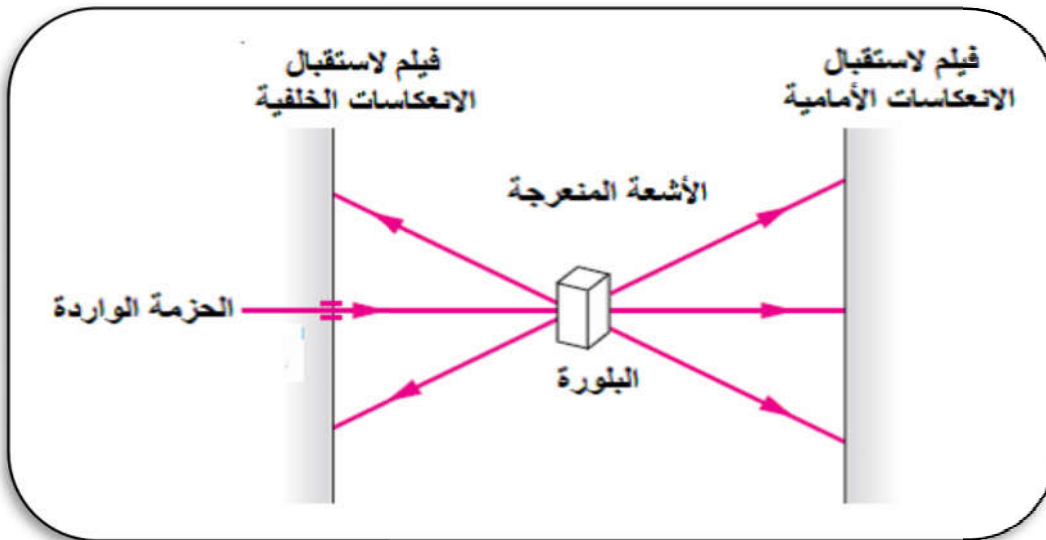 فيلم لاستقبال
الانعكاسات الأمامية
فيلم لاستقبال
الانعكاسات الخلفية
الأشعة المنعرجة
الحزمة الواردة
البلورة